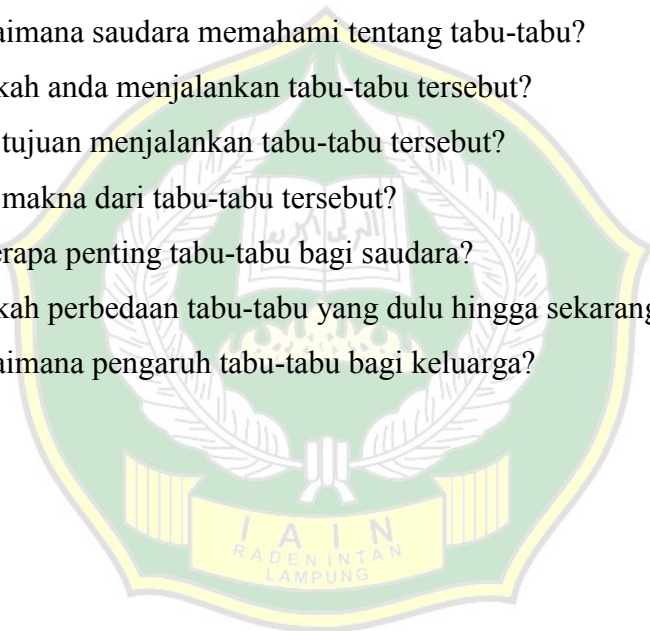 aimana saudara memahami tentang tabu-tabu?
kah anda menjalankan tabu-tabu tersebut?
tujuan menjalankan tabu-tabu tersebut?
makna dari tabu-tabu tersebut?
erapa penting tabu-tabu bagi saudara?
kah perbedaan tabu-tabu yang dulu hingga sekarang
aimana pengaruh tabu-tabu bagi keluarga?
I A I N
RADEN INTAN
LAMPUNG